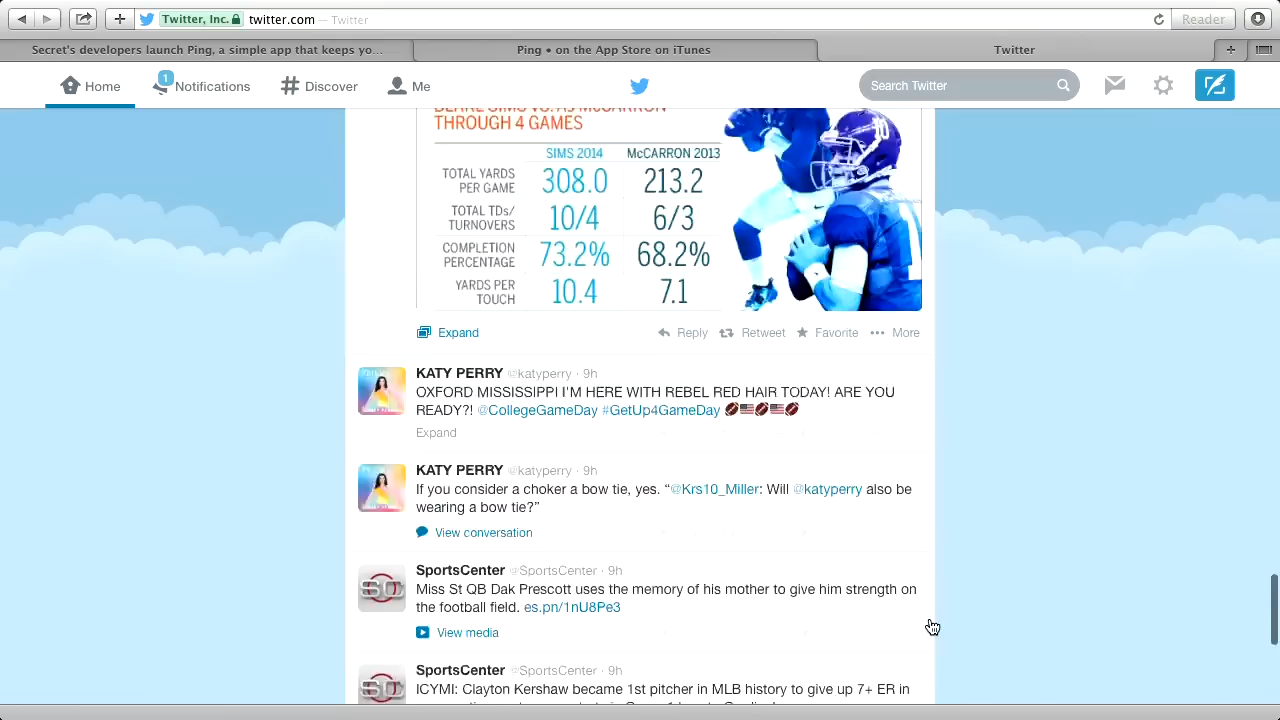 Twitter, Inc. twitter.com — Twitter
Reader
Secret's developers launch Ping, a simple app that keeps yo...
Ping • on the App Store on iTunes
Twitter
Home
1
Notifications
Discover
Me
Search Twitter
THROUGH 4 GAMES
SIMS 2014 McCARRON 2013
TOTAL YARDS
PER GAME
308.0 213.2
TOTAL TDs/
TURNOVERS
10/4 6/3
COMPLETION
PERCENTAGE
73.2% 68.2%
YARDS PER
TOUCH
10.4 7.1
Expand Reply Retweet Favorite More
KATY PERRY @katyperry · 9h
OXFORD MISSISSIPPI I'M HERE WITH REBEL RED HAIR TODAY! ARE YOU
READY?! @CollegeGameDay #GetUp4GameDay 🏈🇺🇸🏈🇺🇸🏈
Expand
KATY PERRY @katyperry · 9h
If you consider a choker a bow tie, yes. “@Krs10_Miller: Will @katyperry also be
wearing a bow tie?”
View conversation
SportsCenter @SportsCenter · 9h
Miss St QB Dak Prescott uses the memory of his mother to give him strength on
the football field. es.pn/1nU8Pe3
View media
SportsCenter @SportsCenter · 9h
ICYMI: Clayton Kershaw became 1st pitcher in MLB history to give up 7+ ER in